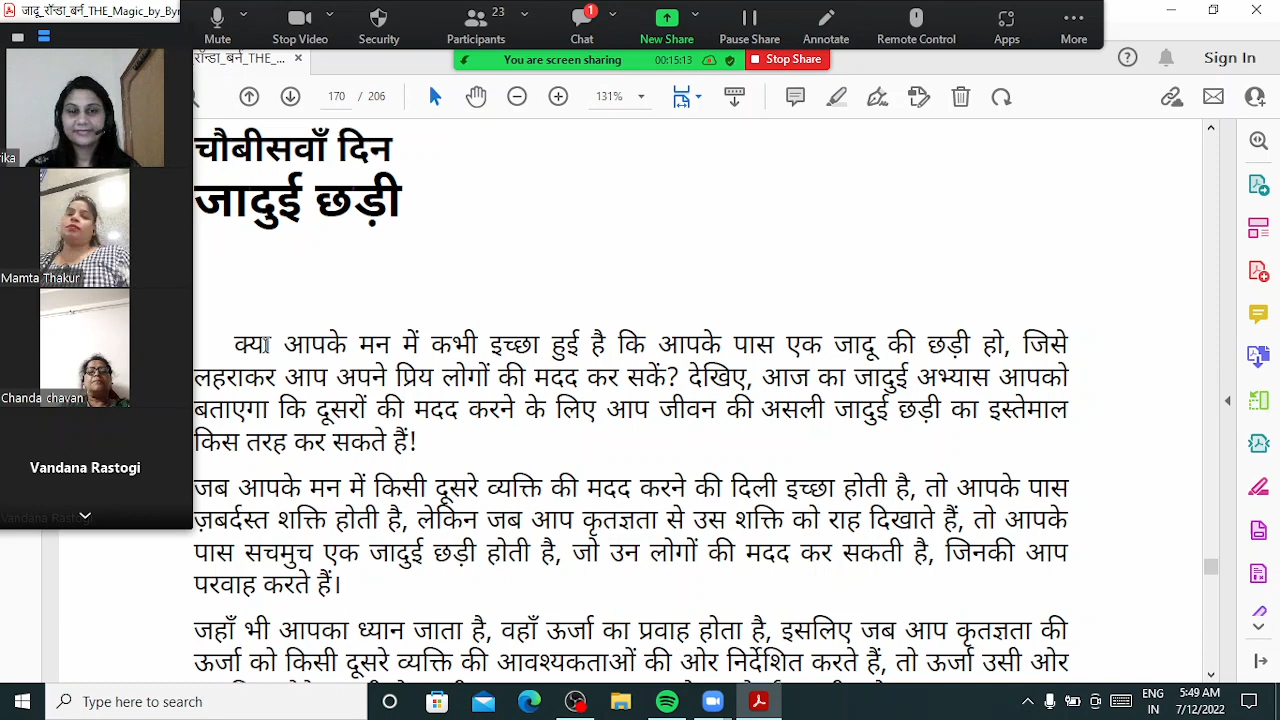 जादू_रॉन्डा_बर्न_THE_Magic_by_By
Mute
Stop Video
Security
23
Participants
1
Chat
New Share
Pause Share
Annotate
Remote Control
Apps
More
You are screen sharing
00:15:13
Stop Share
रॉन्डा_बर्न_THE_...
Sign In
170 / 206
131%
rika
Mamta Thakur
Chanda chavan
Vandana Rastogi
Vandana Rastogi
चौबीसवाँ दिन
जादुई छड़ी
क्या आपके मन में कभी इच्छा हुई है कि आपके पास एक जादू की छड़ी हो, जिसे
लहराकर आप अपने प्रिय लोगों की मदद कर सकें? देखिए, आज का जादुई अभ्यास आपको
बताएगा कि दूसरों की मदद करने के लिए आप जीवन की असली जादुई छड़ी का इस्तेमाल
किस तरह कर सकते हैं!
जब आपके मन में किसी दूसरे व्यक्ति की मदद करने की दिली इच्छा होती है, तो आपके पास
ज़बर्दस्त शक्ति होती है, लेकिन जब आप कृतज्ञता से उस शक्ति को राह दिखाते हैं, तो आपके
पास सचमुच एक जादुई छड़ी होती है, जो उन लोगों की मदद कर सकती है, जिनकी आप
परवाह करते हैं।
जहाँ भी आपका ध्यान जाता है, वहाँ ऊर्जा का प्रवाह होता है, इसलिए जब आप कृतज्ञता की
ऊर्जा को किसी दूसरे व्यक्ति की आवश्यकताओं की ओर निर्देशित करते हैं, तो ऊर्जा उसी ओर
Type here to search
ENG
IN
5:49 AM
7/12/2022